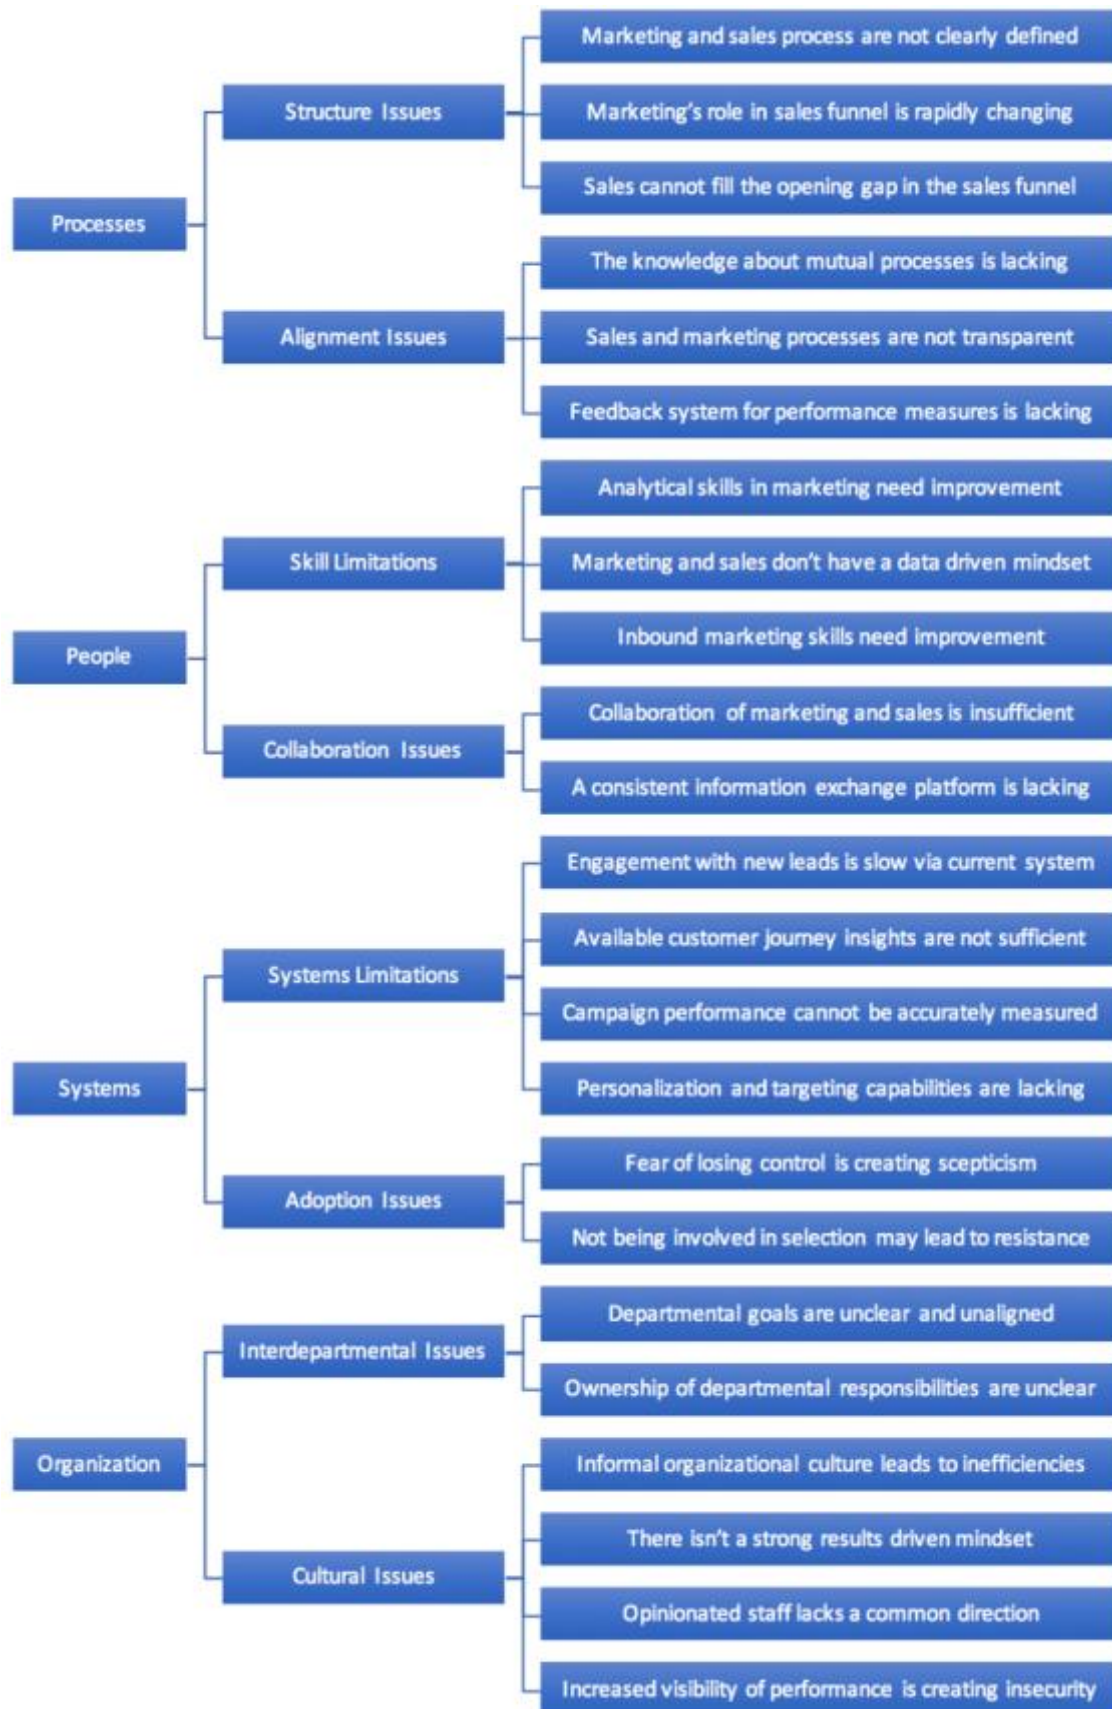 Processes
Structure Issues
Marketing and sales process are not clearly defined
Marketing's role in sales funnel is rapidly changing
Sales cannot fill the opening gap in the sales funnel
Alignment Issues
The knowledge about mutual processes is lacking
Sales and marketing processes are not transparent
Feedback system for performance measures is lacking
People
Skill Limitations
Analytical skills in marketing need improvement
Marketing and sales don't have a data driven mindset
Inbound marketing skills need improvement
Collaboration Issues
Collaboration of marketing and sales is insufficient
A consistent information exchange platform is lacking
Systems
Systems Limitations
Engagement with new leads is slow via current system
Available customer journey insights are not sufficient
Campaign performance cannot be accurately measured
Personalization and targeting capabilities are lacking
Adoption Issues
Fear of losing control is creating scepticism
Not being involved in selection may lead to resistance
Organization
Interdepartmental Issues
Departmental goals are unclear and unaligned
Ownership of departmental responsibilities are unclear
Cultural Issues
Informal organizational culture leads to inefficiencies
There isn't a strong results driven mindset
Opinionated staff lacks a common direction
Increased visibility of performance is creating insecurity